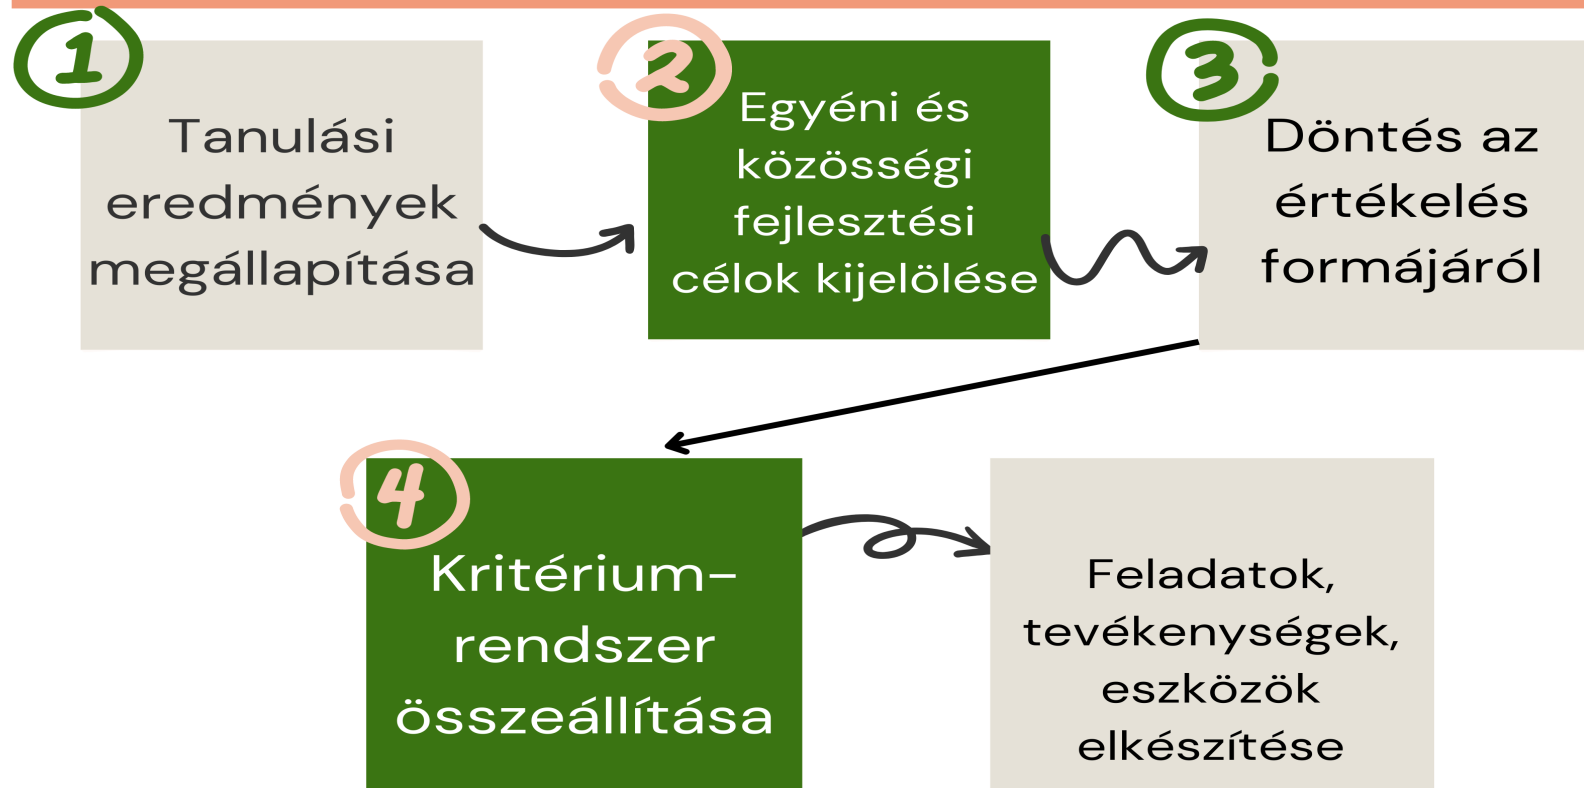 1
Tanulási
eredmények
megállapítása
2
Egyéni és
közösségi
fejlesztési
célok kijelölése
3
Döntés az
értékelés
formájáról
4
Kritérium-
rendszer
összeállítása
Feladatok,
tevékenységek,
eszközök
elkészítése